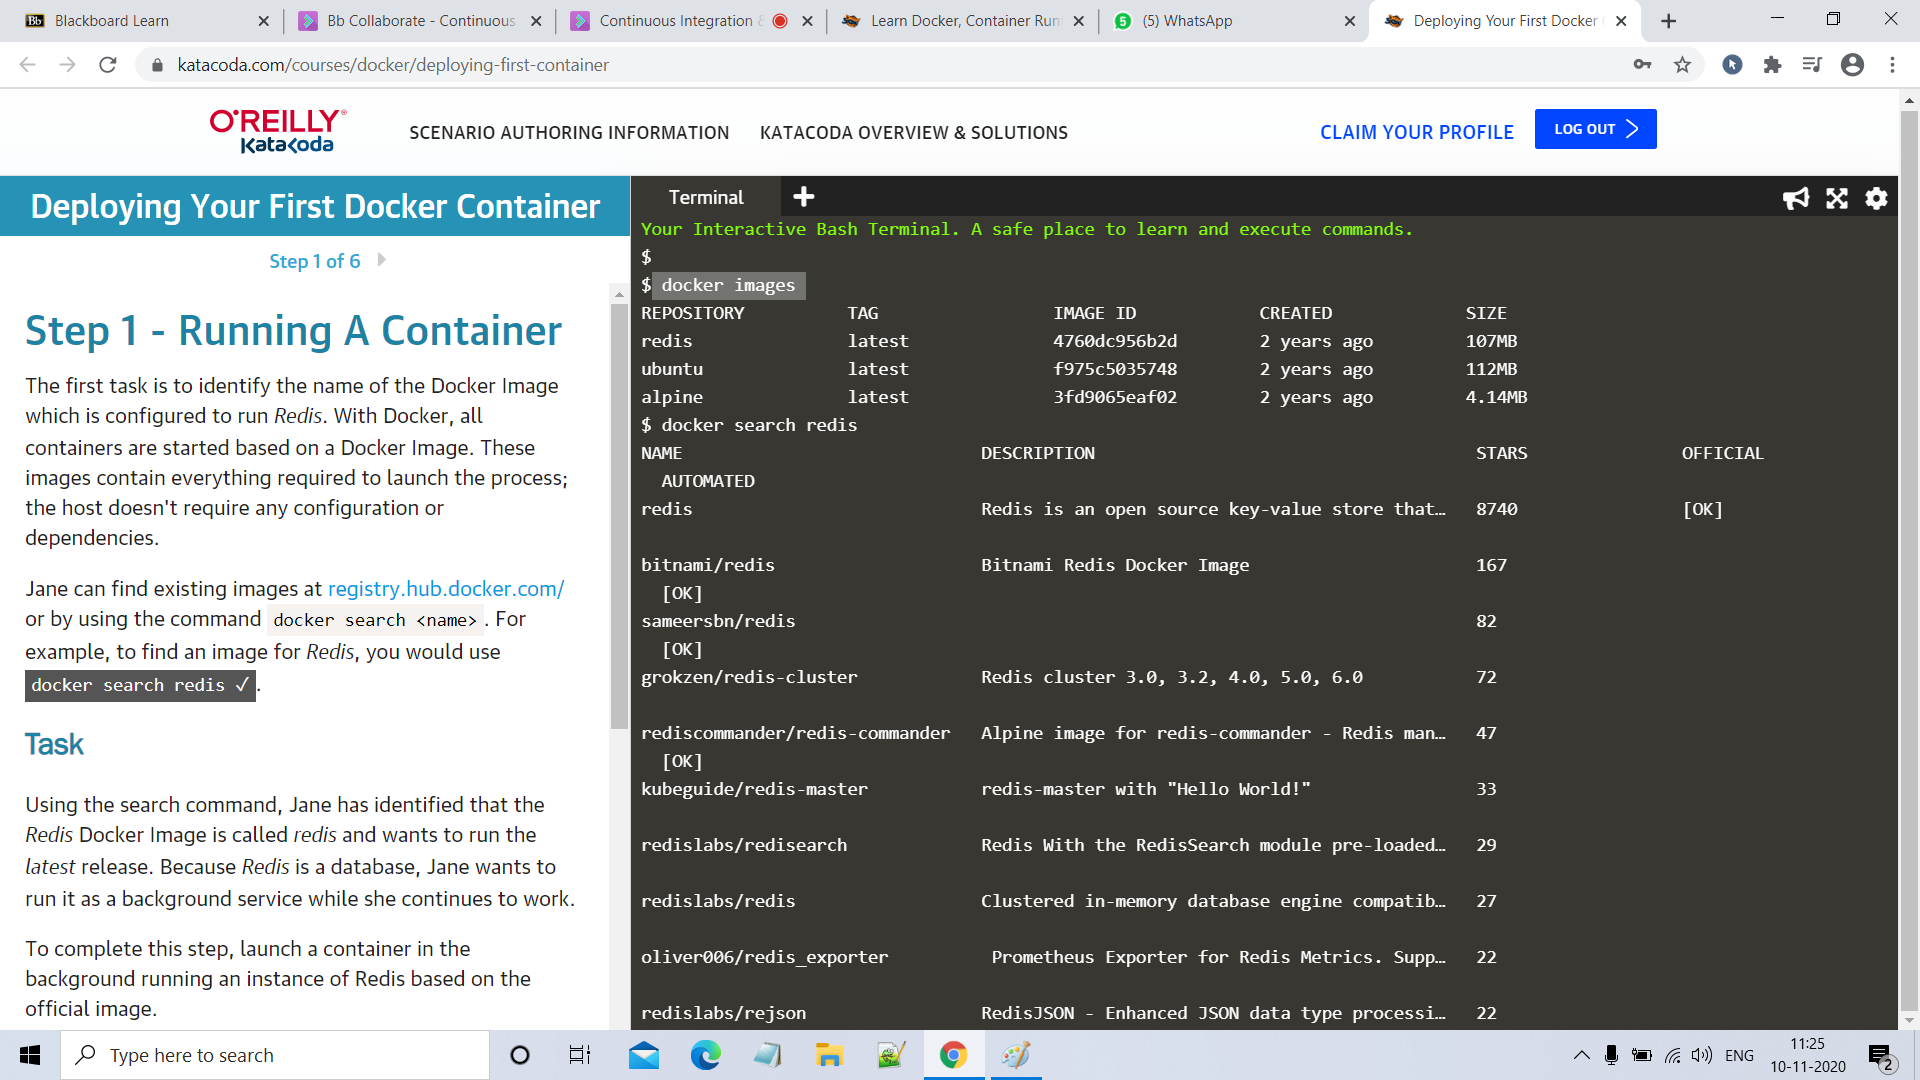 Blackboard Learn
Bb Collaborate - Continuous
Continuous Integration &
Learn Docker, Container Run
(5) WhatsApp
Deploying Your First Docker
katacoda.com/courses/docker/deploying-first-container
O'REILLY®
Katacoda
SCENARIO AUTHORING INFORMATION
KATACODA OVERVIEW & SOLUTIONS
CLAIM YOUR PROFILE
LOG OUT
Deploying Your First Docker Container
Step 1 of 6
Step 1 - Running A Container
The first task is to identify the name of the Docker Image
which is configured to run Redis. With Docker, all
containers are started based on a Docker Image. These
images contain everything required to launch the process;
the host doesn't require any configuration or
dependencies.
Jane can find existing images at registry.hub.docker.com/
or by using the command docker search <name>. For
example, to find an image for Redis, you would use
docker search redis ✓.
Task
Using the search command, Jane has identified that the
Redis Docker Image is called redis and wants to run the
latest release. Because Redis is a database, Jane wants to
run it as a background service while she continues to work.
To complete this step, launch a container in the
background running an instance of Redis based on the
official image.
Terminal
Your Interactive Bash Terminal. A safe place to learn and execute commands.
$
$ docker images
REPOSITORY TAG IMAGE ID CREATED SIZE
redis latest 4760dc956b2d 2 years ago 107MB
ubuntu latest f975c5035748 2 years ago 112MB
alpine latest 3fd9065eaf02 2 years ago 4.14MB
$ docker search redis
NAME DESCRIPTION STARS OFFICIAL
AUTOMATED
redis Redis is an open source key-value store that… 8740 [OK]
bitnami/redis Bitnami Redis Docker Image 167
[OK]
sameersbn/redis 82
[OK]
grokzen/redis-cluster Redis cluster 3.0, 3.2, 4.0, 5.0, 6.0 72
rediscommander/redis-commander Alpine image for redis-commander - Redis man… 47
[OK]
kubeguide/redis-master redis-master with "Hello World!" 33
redislabs/redisearch Redis With the RedisSearch module pre-loaded… 29
redislabs/redis Clustered in-memory database engine compatib… 27
oliver006/redis_exporter Prometheus Exporter for Redis Metrics. Supp… 22
redislabs/rejson RedisJSON - Enhanced JSON data type processi… 22
Type here to search
ENG
11:25
10-11-2020
2